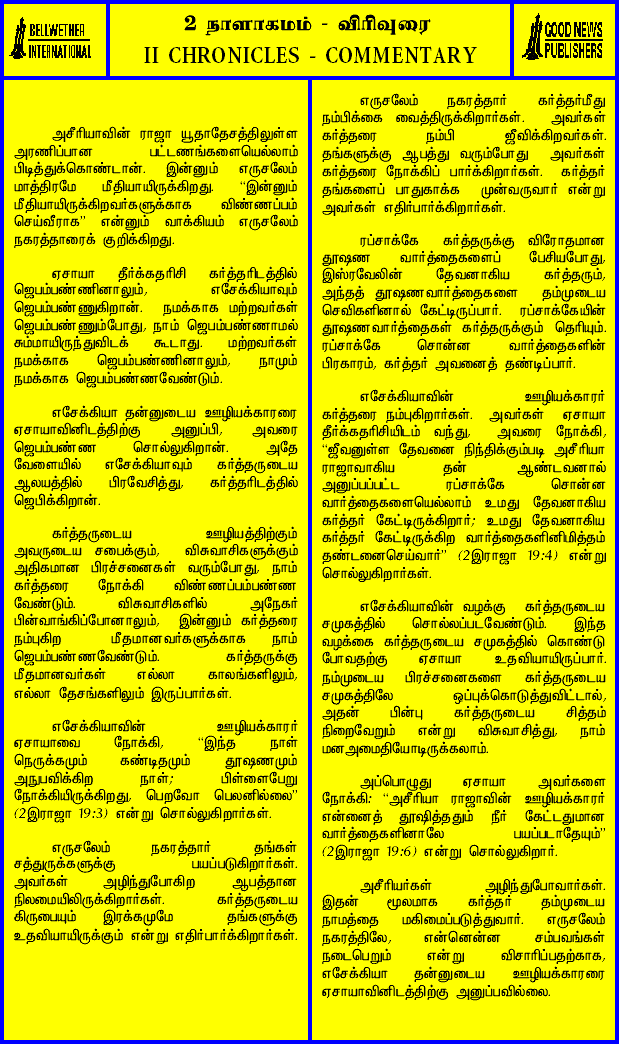 BELLWETHER
INTERNATIONAL
2 நாளாகமம் - விரிவுரை
II CHRONICLES - COMMENTARY
GOOD NEWS
PUBLISHERS
அசீரியாவின் ராஜா யூதாதேசத்திலுள்ள
அரணிப்பான பட்டணங்களையெல்லாம்
பிடித்துக்கொண்டான். இன்னும் எருசலேம்
மாத்திரமே மீதியாயிருக்கிறது. “இன்னும்
மீதியாயிருக்கிறவர்களுக்காக விண்ணப்பம்
செய்வீராக” என்னும் வாக்கியம் எருசலேம்
நகரத்தாரைக் குறிக்கிறது.
ஏசாயா தீர்க்கதரிசி கர்த்தரிடத்தில்
ஜெபம்பண்ணினாலும், எசேக்கியாவும்
ஜெபம்பண்ணுகிறான். நமக்காக மற்றவர்கள்
ஜெபம்பண்ணும்போது, நாம் ஜெபம்பண்ணாமல்
சும்மாயிருந்துவிடக் கூடாது. மற்றவர்கள்
நமக்காக ஜெபம்பண்ணினாலும், நாமும்
நமக்காக ஜெபம்பண்ணவேண்டும்.
எசேக்கியா தன்னுடைய ஊழியக்காரரை
ஏசாயாவினிடத்திற்கு அனுப்பி, அவரை
ஜெபம்பண்ண சொல்லுகிறான். அதே
வேளையில் எசேக்கியாவும் கர்த்தருடைய
ஆலயத்தில் பிரவேசித்து, கர்த்தரிடத்தில்
ஜெபிக்கிறான்.
கர்த்தருடைய ஊழியத்திற்கும்
அவருடைய சபைக்கும், விசுவாசிகளுக்கும்
அதிகமான பிரச்சனைகள் வரும்போது, நாம்
கர்த்தரை நோக்கி விண்ணப்பம்பண்ண
வேண்டும். விசுவாசிகளில் அநேகர்
பின்வாங்கிப்போனாலும், இன்னும் கர்த்தரை
நம்புகிற மீதமானவர்களுக்காக நாம்
ஜெபம்பண்ணவேண்டும். கர்த்தருக்கு
மீதமானவர்கள் எல்லா காலங்களிலும்,
எல்லா தேசங்களிலும் இருப்பார்கள்.
எசேக்கியாவின் ஊழியக்காரர்
ஏசாயாவை நோக்கி, “இந்த நாள்
நெருக்கமும் கண்டிதமும் தூஷணமும்
அநுபவிக்கிற நாள்; பிள்ளைபேறு
நோக்கியிருக்கிறது, பெறவோ பெலனில்லை”
(2இராஜா 19:3) என்று சொல்லுகிறார்கள்.
எருசலேம் நகரத்தார் தங்கள்
சத்துருக்களுக்கு பயப்படுகிறார்கள்.
அவர்கள் அழிந்துபோகிற ஆபத்தான
நிலமையிலிருக்கிறார்கள். கர்த்தருடைய
கிருபையும் இரக்கமுமே தங்களுக்கு
உதவியாயிருக்கும் என்று எதிர்பார்க்கிறார்கள்.
எருசலேம் நகரத்தார் கர்த்தர்மீது
நம்பிக்கை வைத்திருக்கிறார்கள். அவர்கள்
கர்த்தரை நம்பி ஜீவிக்கிறவர்கள்.
தங்களுக்கு ஆபத்து வரும்போது அவர்கள்
கர்த்தரை நோக்கிப் பார்க்கிறார்கள். கர்த்தர்
தங்களைப் பாதுகாக்க முன்வருவார் என்று
அவர்கள் எதிர்பார்க்கிறார்கள்.
ரப்சாக்கே கர்த்தருக்கு விரோதமான
தூஷண வார்த்தைகளைப் பேசியபோது,
இஸ்ரவேலின் தேவனாகிய கர்த்தரும்,
அந்தத் தூஷணவார்த்தைகளை தம்முடைய
செவிகளினால் கேட்டிருப்பார். ரப்சாக்கேயின்
தூஷணவார்த்தைகள் கர்த்தருக்கும் தெரியும்.
ரப்சாக்கே சொன்ன வார்த்தைகளின்
பிரகாரம், கர்த்தர் அவனைத் தண்டிப்பார்.
எசேக்கியாவின் ஊழியக்காரர்
கர்த்தரை நம்புகிறார்கள். அவர்கள் ஏசாயா
தீர்க்கதரிசியிடம் வந்து, அவரை நோக்கி,
“ஜீவனுள்ள தேவனை நிந்திக்கும்படி அசீரியா
ராஜாவாகிய தன் ஆண்டவனால்
அனுப்பப்பட்ட ரப்சாக்கே சொன்ன
வார்த்தைகளையெல்லாம் உமது தேவனாகிய
கர்த்தர் கேட்டிருக்கிறார்; உமது தேவனாகிய
கர்த்தர் கேட்டிருக்கிற வார்த்தைகளினிமித்தம்
தண்டனைசெய்வார்” (2இராஜா 19:4) என்று
சொல்லுகிறார்கள்.
எசேக்கியாவின் வழக்கு கர்த்தருடைய
சமுகத்தில் சொல்லப்படவேண்டும். இந்த
வழக்கை கர்த்தருடைய சமுகத்தில் கொண்டு
போவதற்கு ஏசாயா உதவியாயிருப்பார்.
நம்முடைய பிரச்சனைகளை கர்த்தருடைய
சமுகத்திலே ஒப்புக்கொடுத்துவிட்டால்,
அதன் பின்பு கர்த்தருடைய சித்தம்
நிறைவேறும் என்று விசுவாசித்து, நாம்
மனஅமைதியோடிருக்கலாம்.
அப்பொழுது ஏசாயா அவர்களை
நோக்கி: “அசீரியா ராஜாவின் ஊழியக்காரர்
என்னைத் தூஷித்ததும் நீர் கேட்டதுமான
வார்த்தைகளினாலே பயப்படாதேயும்”
(2இராஜா 19:6) என்று சொல்லுகிறார்.
அசீரியர்கள் அழிந்துபோவார்கள்.
இதன் மூலமாக கர்த்தர் தம்முடைய
நாமத்தை மகிமைப்படுத்துவார். எருசலேம்
நகரத்திலே, என்னென்ன சம்பவங்கள்
நடைபெறும் என்று விசாரிப்பதற்காக,
எசேக்கியா தன்னுடைய ஊழியக்காரரை
ஏசாயாவினிடத்திற்கு அனுப்பவில்லை.